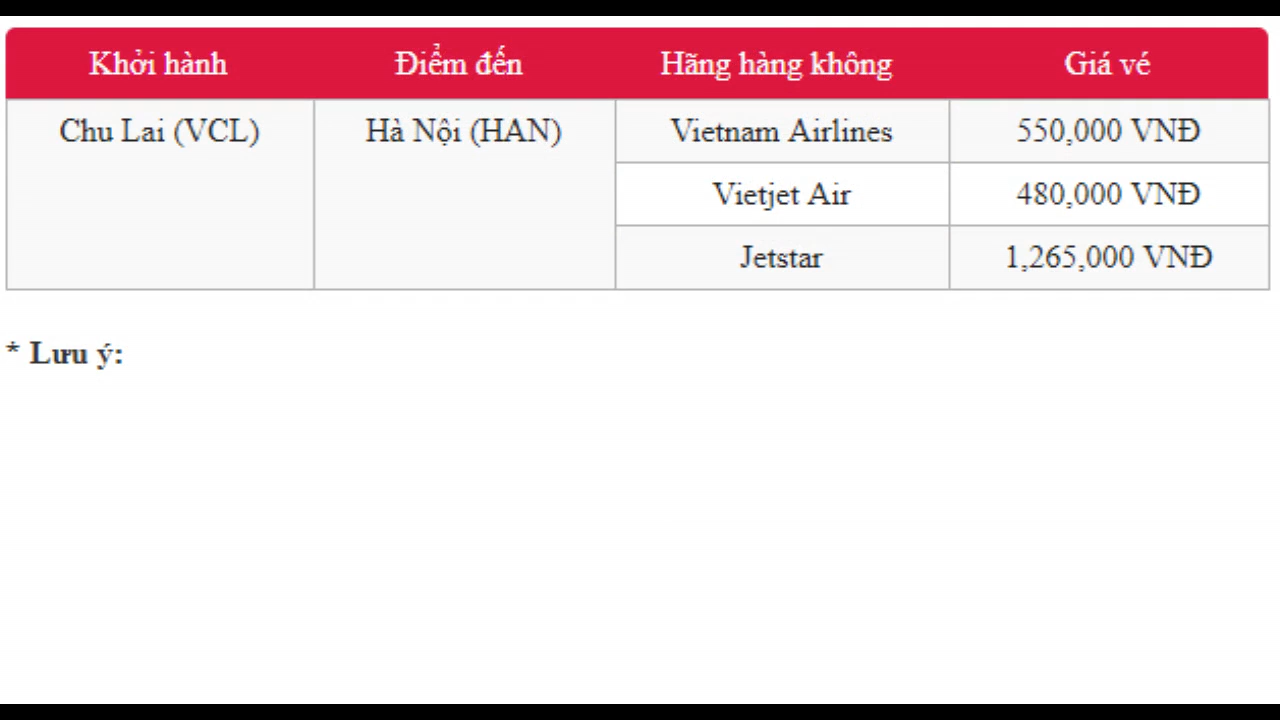 Khởi hành Điểm đến Hãng hàng không Giá vé
Chu Lai (VCL) Hà Nội (HAN) Vietnam Airlines 550,000 VNĐ
Vietjet Air 480,000 VNĐ
Jetstar 1,265,000 VNĐ
* Lưu ý: